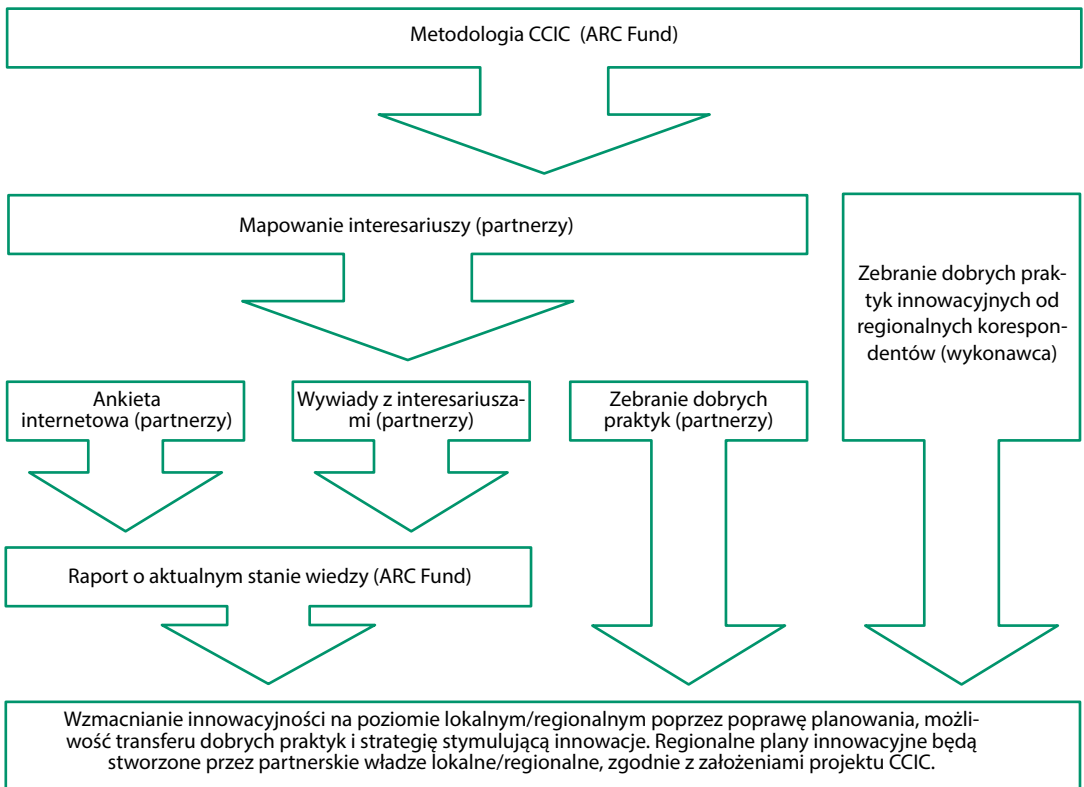 Metodologia CCIC (ARC Fund)
Mapowanie interesariuszy (partnerzy)
Zebranie dobrych prak-
tyk innowacyjnych od
regionalnych korespon-
dentów (wykonawca)
Ankieta
internetowa (partnerzy)
Wywiady z interesariusza-
mi (partnerzy)
Zebranie dobrych
praktyk (partnerzy)
Raport o aktualnym stanie wiedzy (ARC Fund)
Wzmacnianie innowacyjności na poziomie lokalnym/regionalnym poprzez poprawę planowania, możli-
wość transferu dobrych praktyk i strategię stymulującą innowacje. Regionalne plany innowacyjne będą
stworzone przez partnerskie władze lokalne/regionalne, zgodnie z założeniami projektu CCIC.